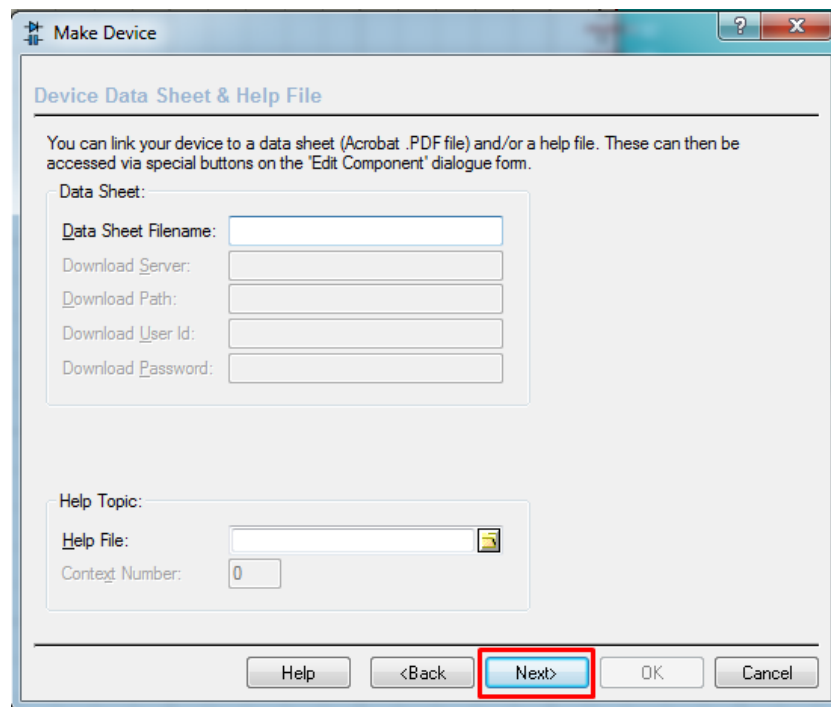 Make Device
?
Device Data Sheet & Help File
You can link your device to a data sheet (Acrobat .PDF file) and/or a help file. These can then be
accessed via special buttons on the 'Edit Component' dialogue form.
Data Sheet:
Data Sheet Filename:
Download Server:
Download Path:
Download User Id:
Download Password:
Help Topic:
Help File:
Context Number: 0
Help <Back Next> OK Cancel